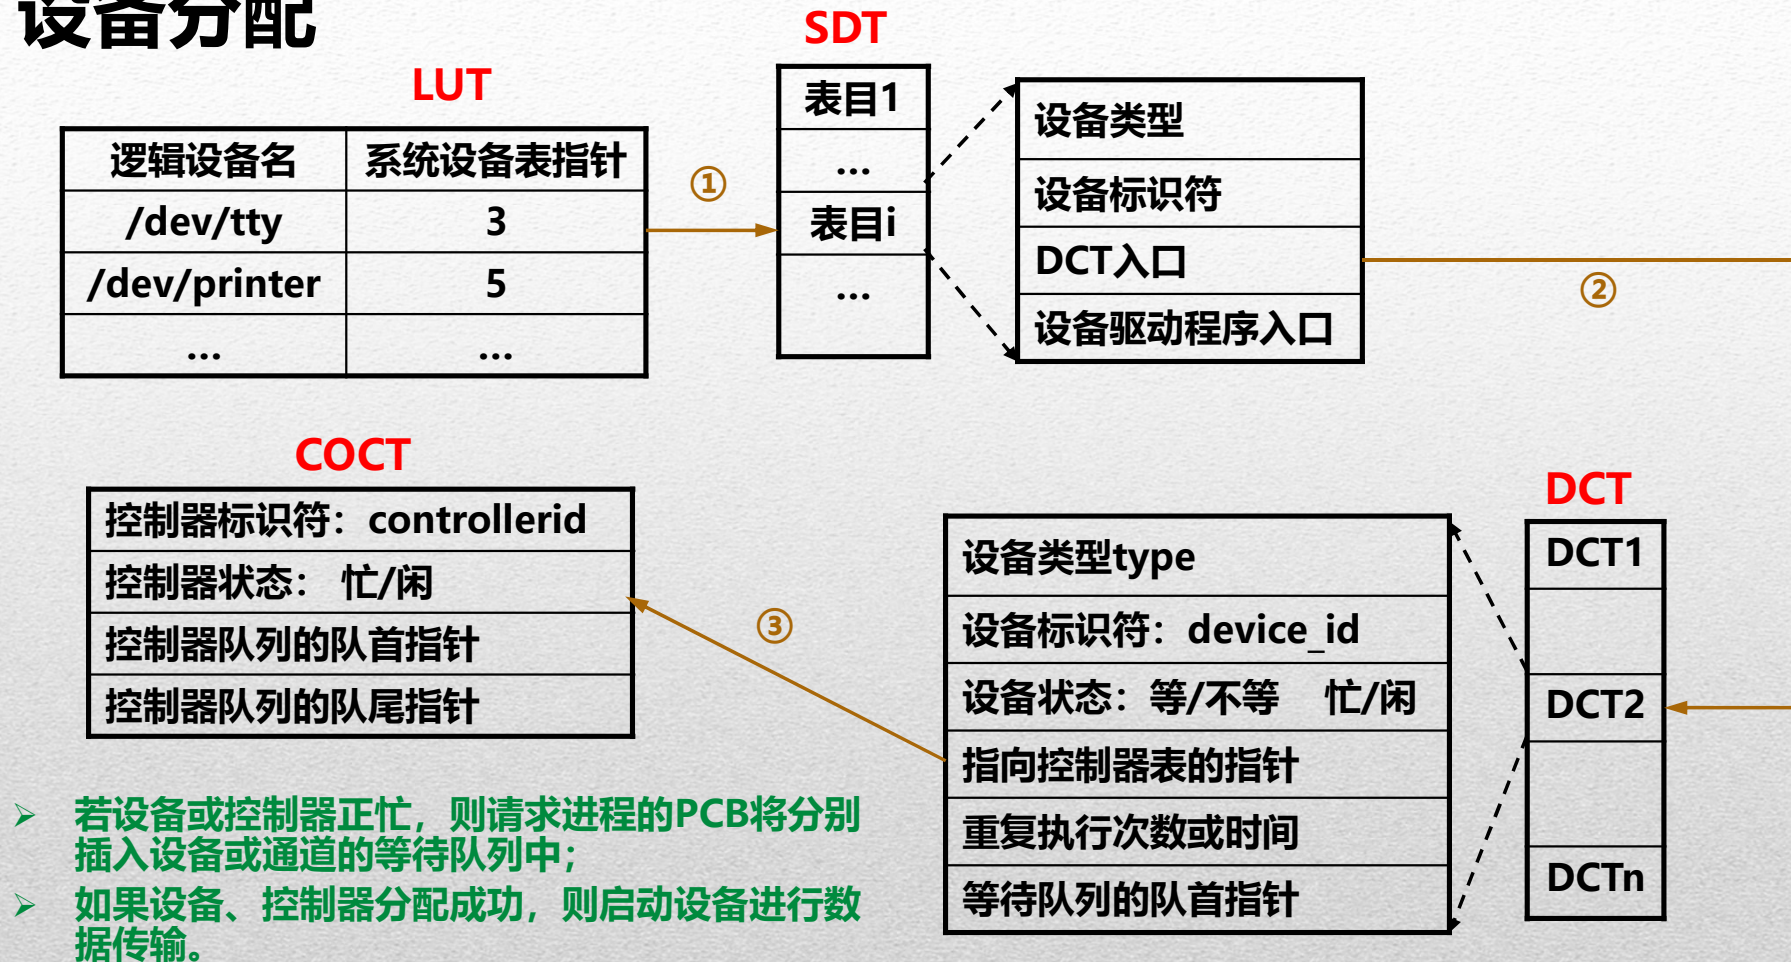 设备分配
LUT
逻辑设备名 系统设备表指针
/dev/tty 3
/dev/printer 5
... ...
①
SDT
表目1
...
表目i
...
设备类型
设备标识符
DCT入口
设备驱动程序入口
②
COCT
控制器标识符：controllerid
控制器状态： 忙/闲
控制器队列的队首指针
控制器队列的队尾指针
③
设备类型type
设备标识符：device_id
设备状态：等/不等 忙/闲
指向控制器表的指针
重复执行次数或时间
等待队列的队首指针
DCT
DCT1
DCT2
DCTn
➢ 若设备或控制器正忙，则请求进程的PCB将分别
插入设备或通道的等待队列中；
➢ 如果设备、控制器分配成功，则启动设备进行数
据传输。